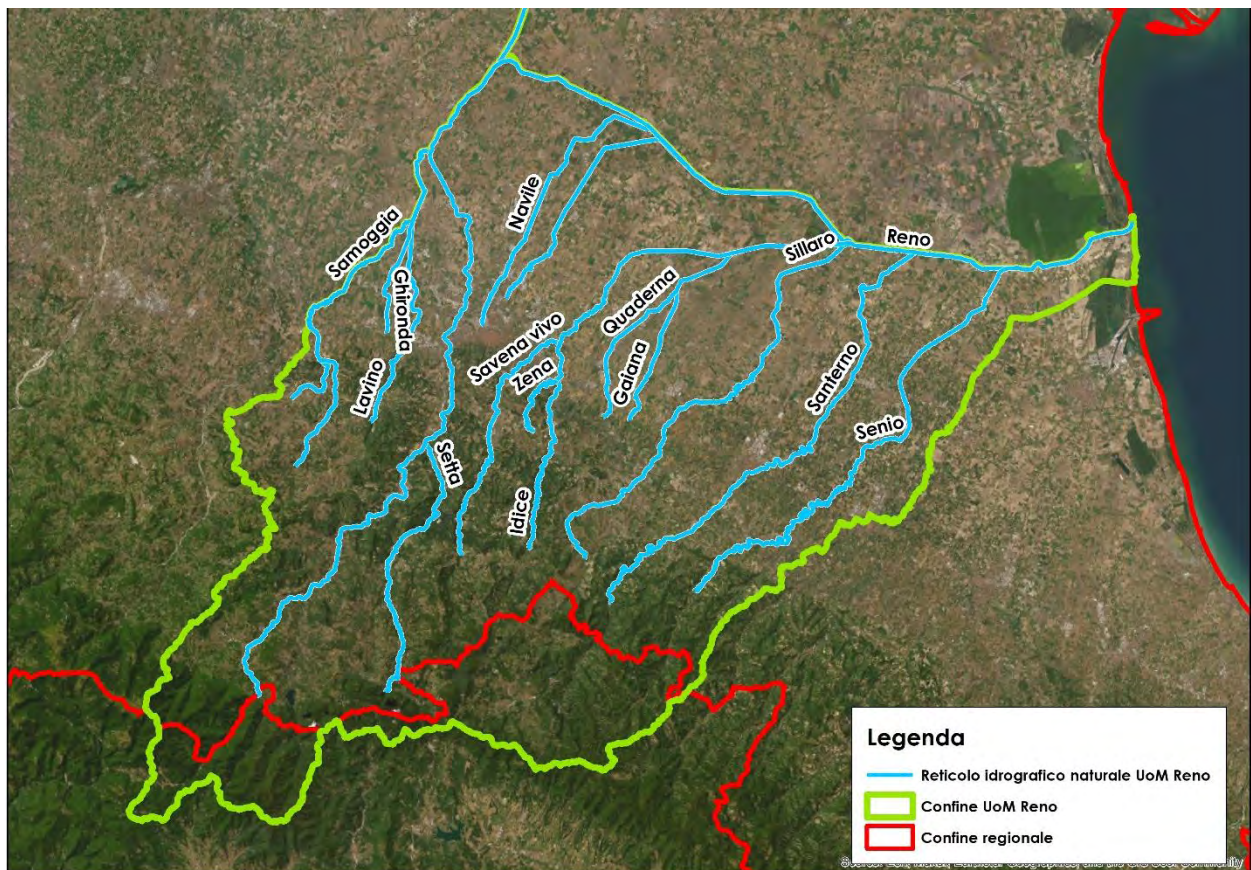 Navile
Samoggia
Ghironda
Reno
Sillaro
Quaderna
Savena vivo
Zena
Gaiana
Lavino
Santerno
Senio
Setta
Idice
Legenda
Reticolo idrografico naturale UoM Reno
Confine UoM Reno
Confine regionale